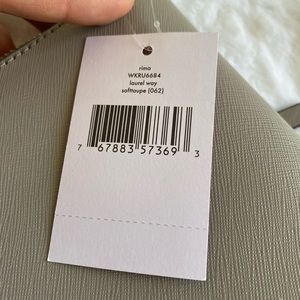 rima
WKRU6684
laurel way
softtaupe (062)
7 67883 57369 3